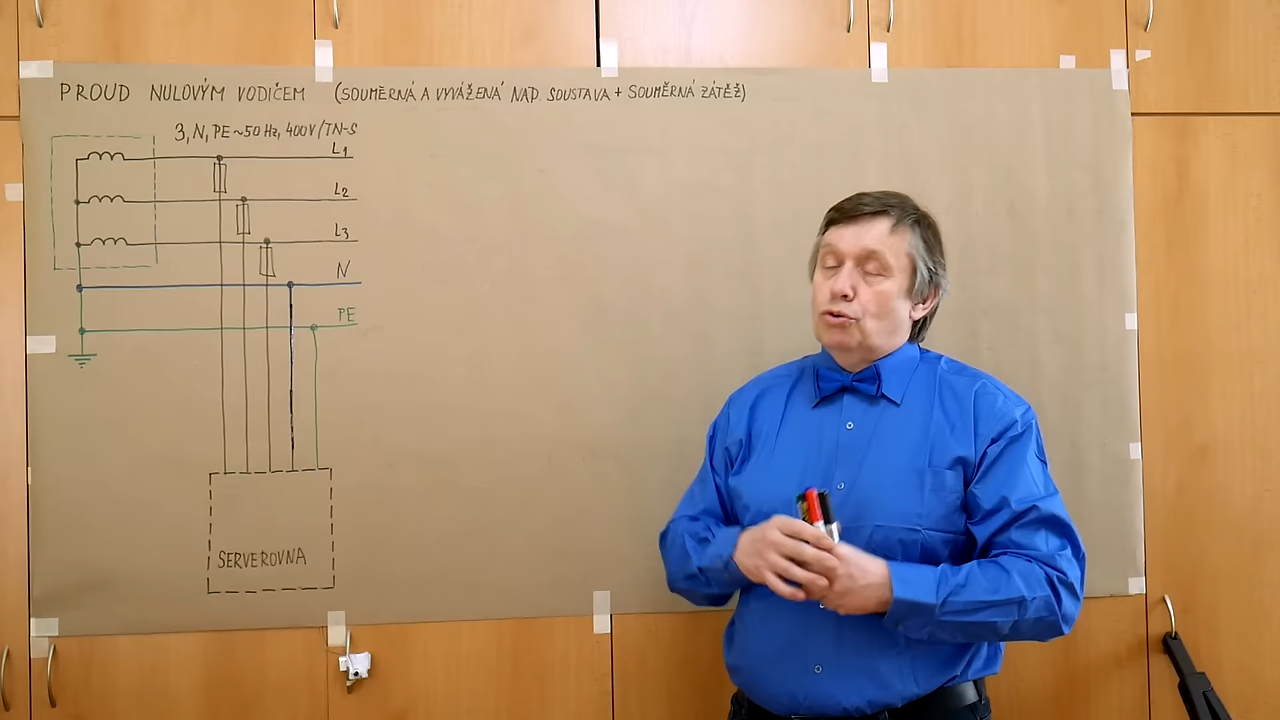 PROUD NULOVÝM VODIČEM (SOUMĚRNÁ A VYVÁŽENÁ NAP. SOUSTAVA + SOUMĚRNÁ ZÁTĚŽ)
3, N, PE ~ 50 Hz, 400V/TN-S
L1
L2
L3
N
PE
SERVEROVNA